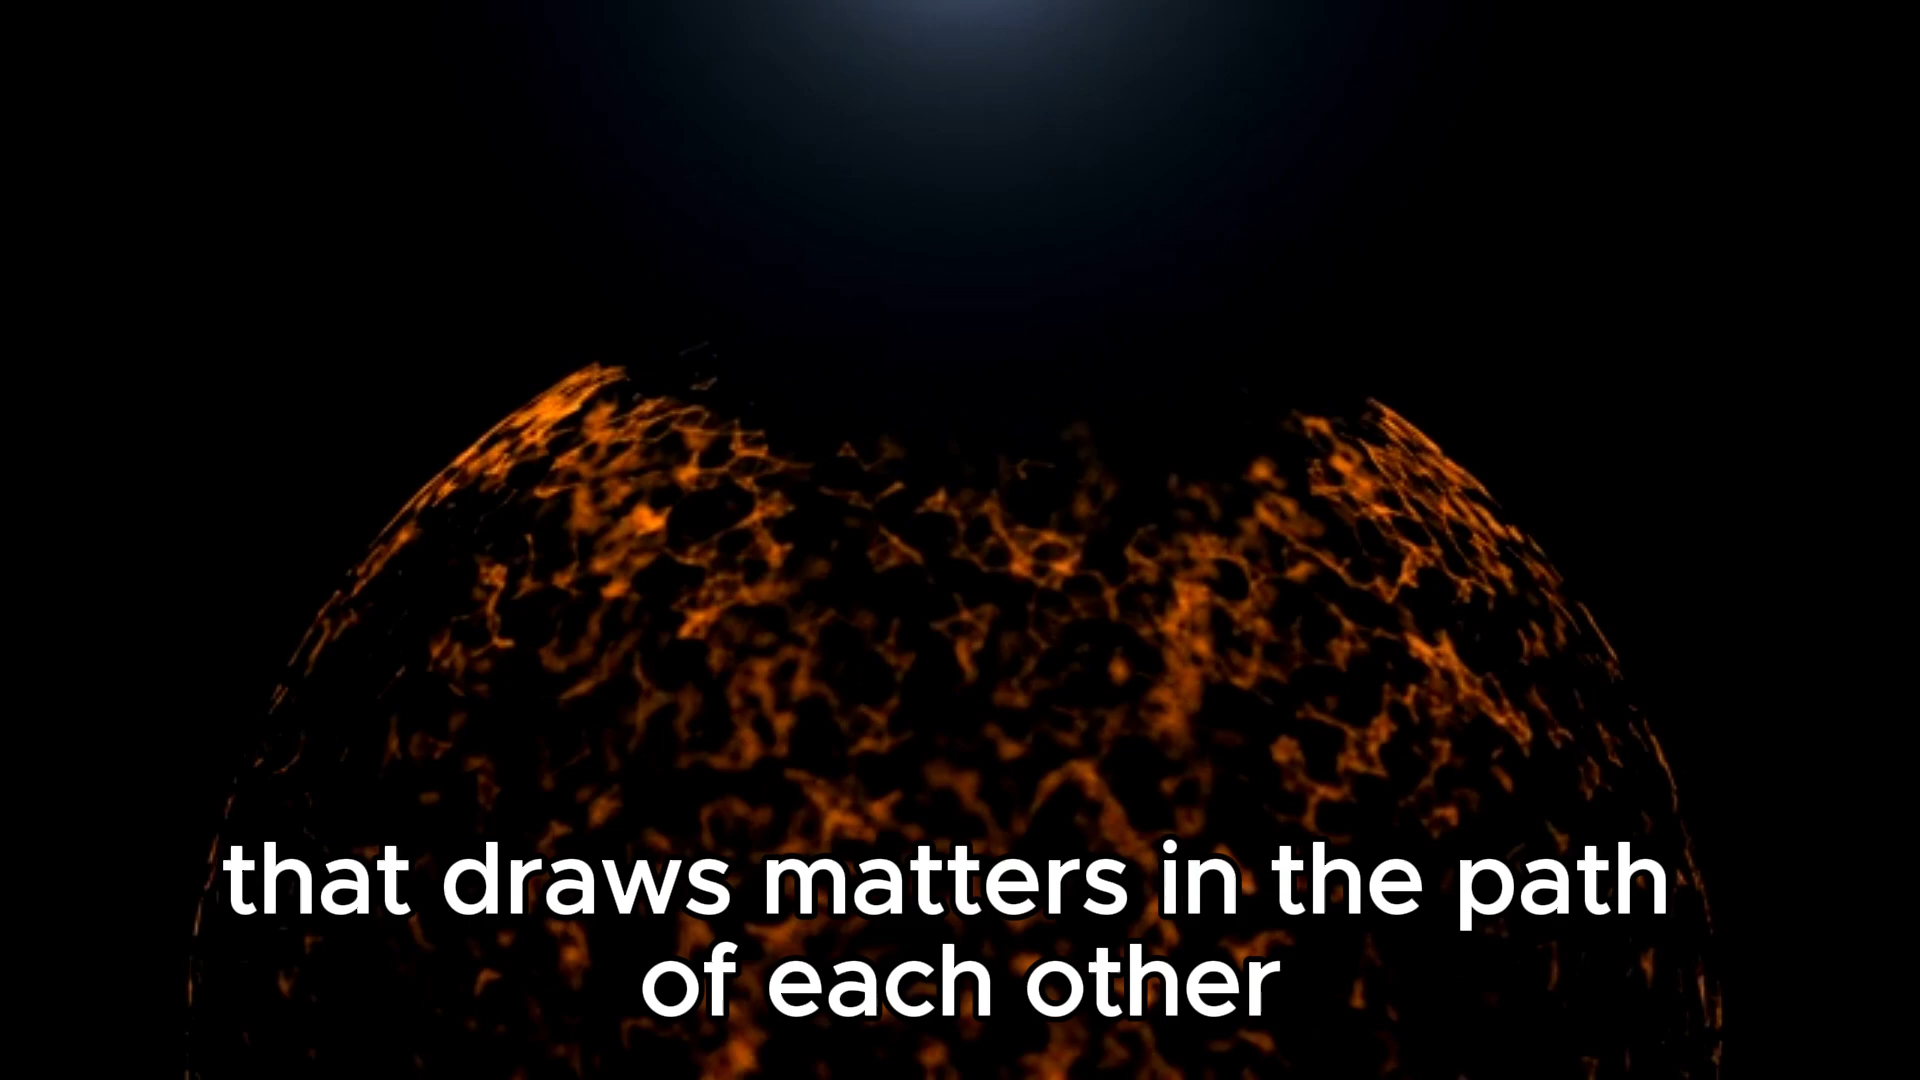 that draws matters in the path
of each other